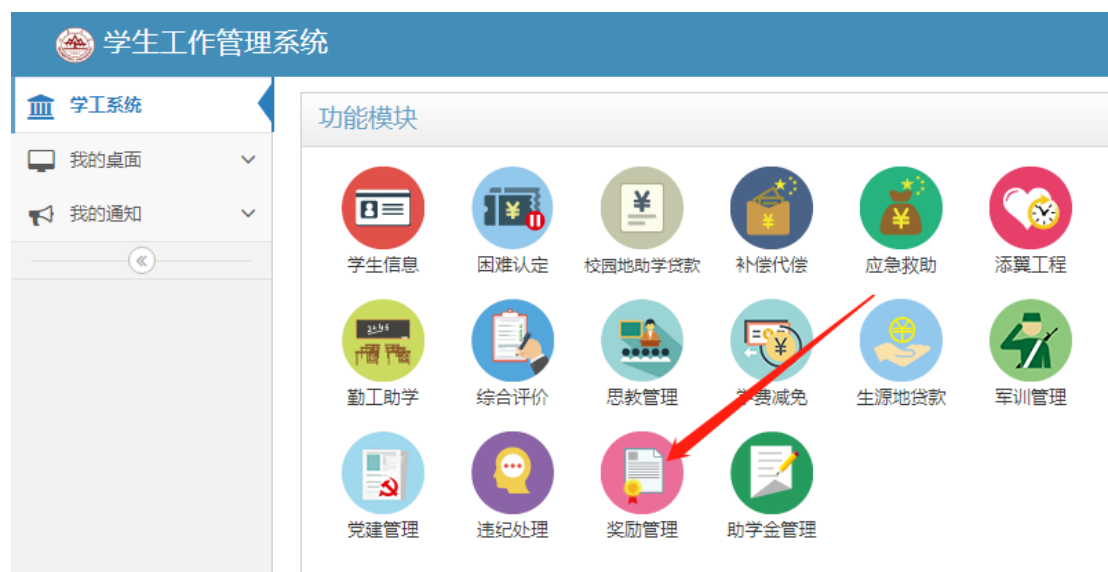 学生工作管理系统
学工系统
我的桌面
我的通知
功能模块
学生信息 困难认定 校园地助学贷款 补偿代偿 应急救助 添翼工程
勤工助学 综合评价 思教管理 学费减免 生源地贷款 军训管理
党建管理 违纪处理 奖励管理 助学金管理